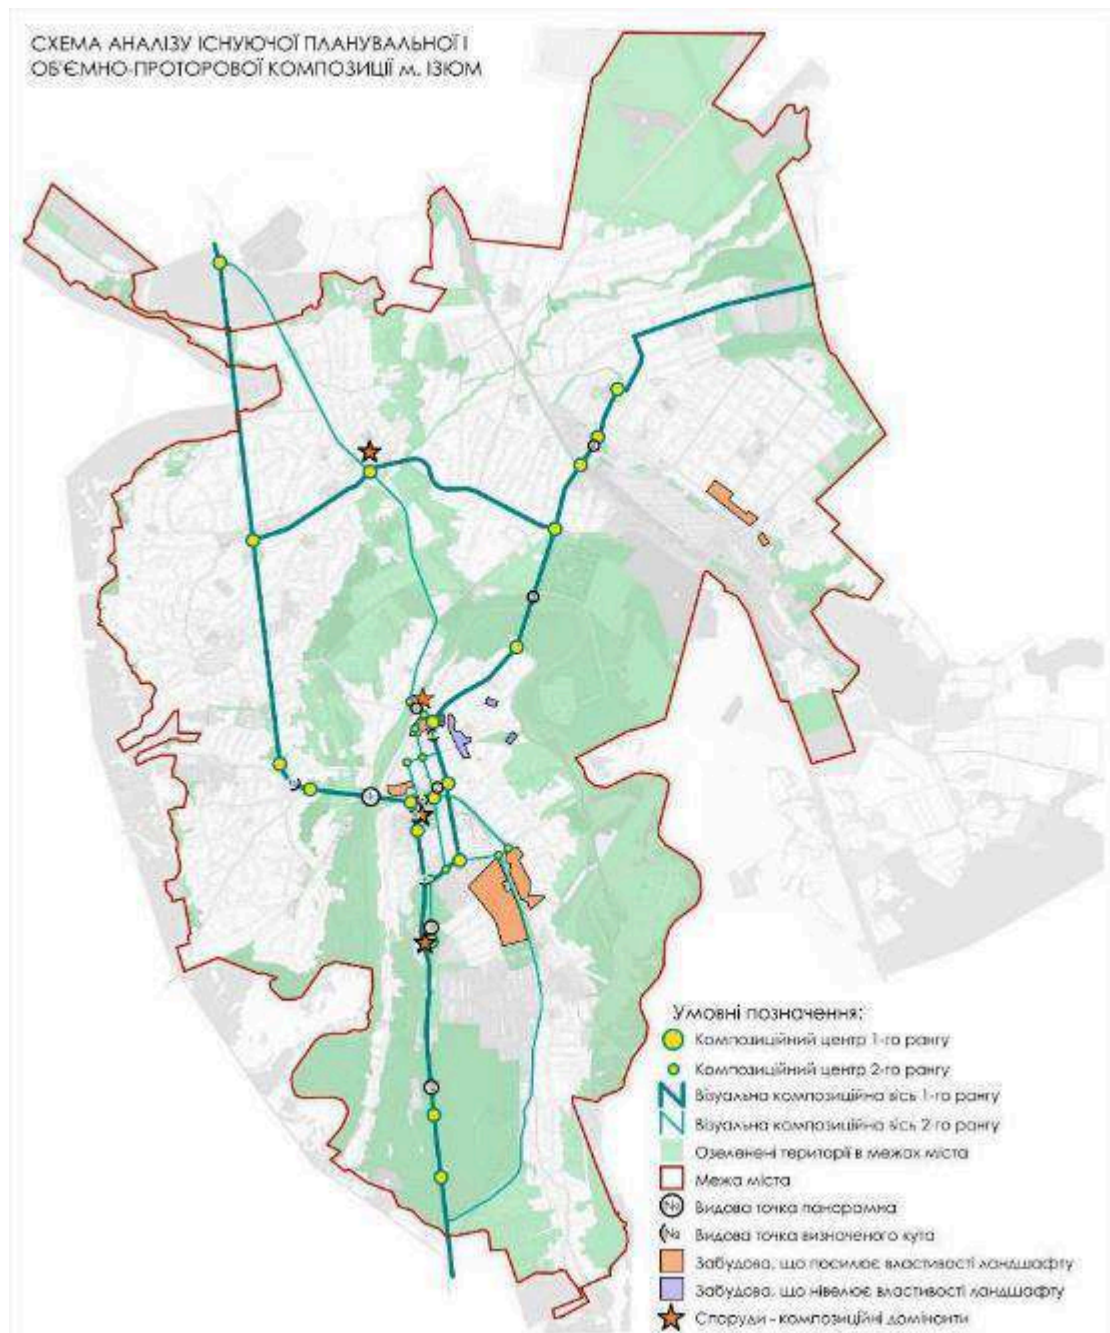 СХЕМА АНАЛІЗУ ІСНУЮЧОЇ ПЛАНУВАЛЬНОЇ І
ОБ'ЄМНО-ПРОТОРОВОЇ КОМПОЗИЦІЇ м. ІЗЮМ
Умовні позначення:
Композиційний центр 1-го рангу
Композиційний центр 2-го рангу
Візуальна композиційна вісь 1-го рангу
Візуальна композиційна вісь 2-го рангу
Озеленені території в межах міста
Межа міста
№ Видова точка панорамна
№ Видова точка визначеного кута
Забудова, що посилює властивості ландшафту
Забудова, що нівелює властивості ландшафту
Споруди - композиційні домінанти